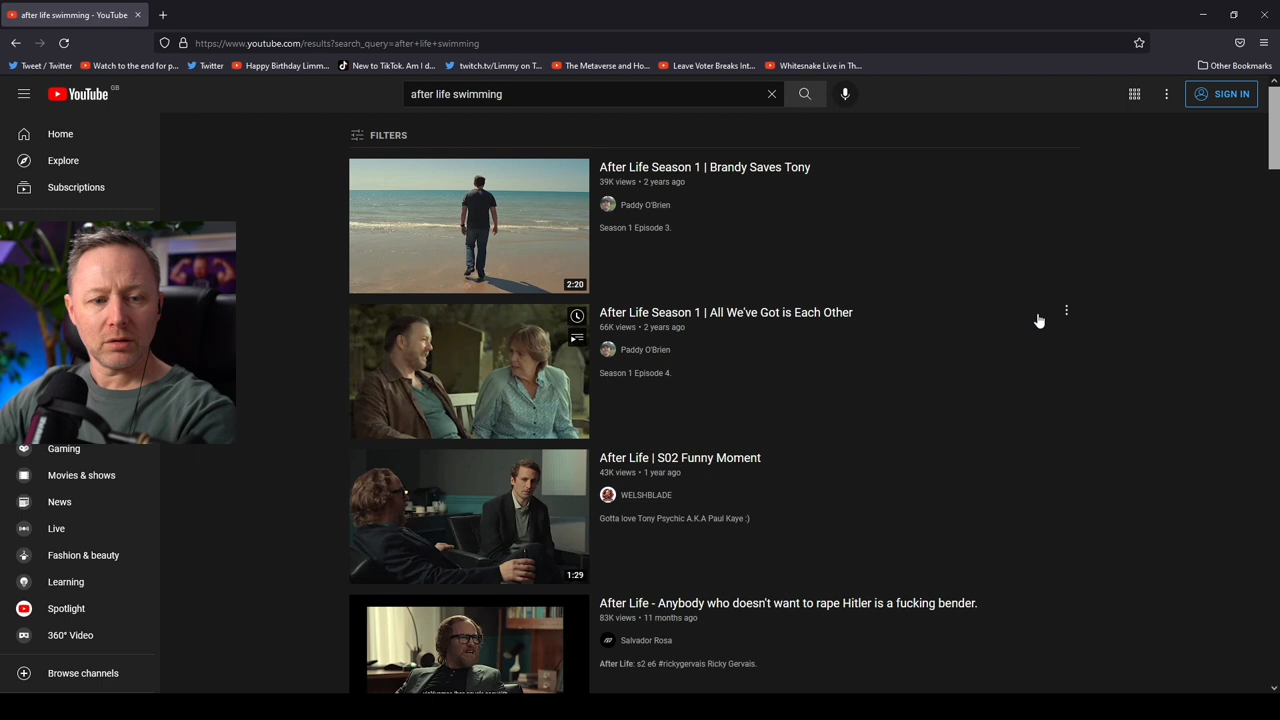 after life swimming - YouTube
https://www.youtube.com/results?search_query=after+life+swimming
Tweet / Twitter
Watch to the end for p...
Twitter
Happy Birthday Limm...
New to TikTok. Am I d...
twitch.tv/Limmy on T...
The Metaverse and Ho...
Leave Voter Breaks Int...
Whitesnake Live in Th...
Other Bookmarks
YouTube GB
after life swimming
SIGN IN
Home
Explore
Subscriptions
Gaming
Movies & shows
News
Live
Fashion & beauty
Learning
Spotlight
360° Video
Browse channels
FILTERS
2:20
After Life Season 1 | Brandy Saves Tony
39K views • 2 years ago
Paddy O'Brien
Season 1 Episode 3.
After Life Season 1 | All We've Got is Each Other
66K views • 2 years ago
Paddy O'Brien
Season 1 Episode 4.
1:29
After Life | S02 Funny Moment
43K views • 1 year ago
WELSHBLADE
Gotta love Tony Psychic A.K.A Paul Kaye :)
After Life - Anybody who doesn't want to rape Hitler is a fucking bender.
83K views • 11 months ago
Salvador Rosa
After Life: s2 e6 #rickygervais Ricky Gervais.